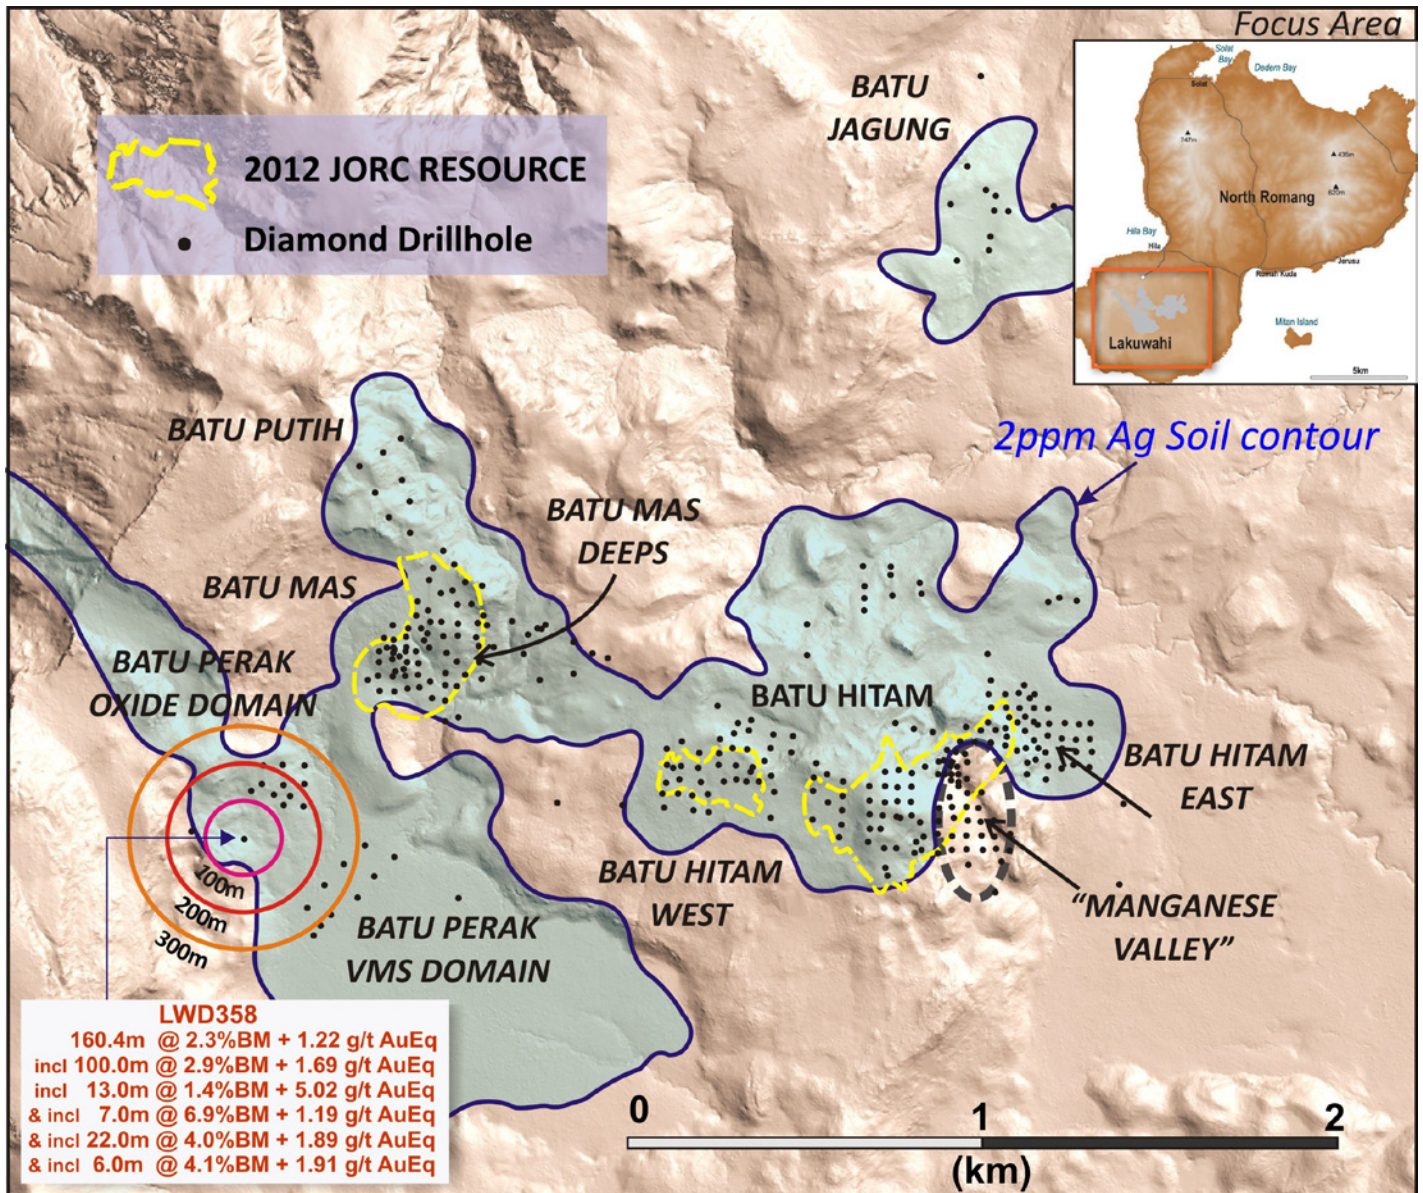 Focus Area
Solat
Bay
Dedem Bay
Solat
747m
435m
620m
North Romang
Hila Bay
Hila
Jerusu
Roman Kuda
Mitan Island
Lakuwahi
5km
BATU
JAGUNG
2012 JORC RESOURCE
Diamond Drillhole
BATU PUTIH
2ppm Ag Soil contour
BATU MAS
DEEPS
BATU MAS
BATU PERAK
OXIDE DOMAIN
BATU HITAM
BATU HITAM
EAST
BATU HITAM
WEST
"MANGANESE
VALLEY"
100m
200m
300m
BATU PERAK
VMS DOMAIN
LWD358
160.4m @ 2.3%BM + 1.22 g/t AuEq
incl 100.0m @ 2.9%BM + 1.69 g/t AuEq
incl 13.0m @ 1.4%BM + 5.02 g/t AuEq
& incl 7.0m @ 6.9%BM + 1.19 g/t AuEq
& incl 22.0m @ 4.0%BM + 1.89 g/t AuEq
& incl 6.0m @ 4.1%BM + 1.91 g/t AuEq
0 1 2
(km)